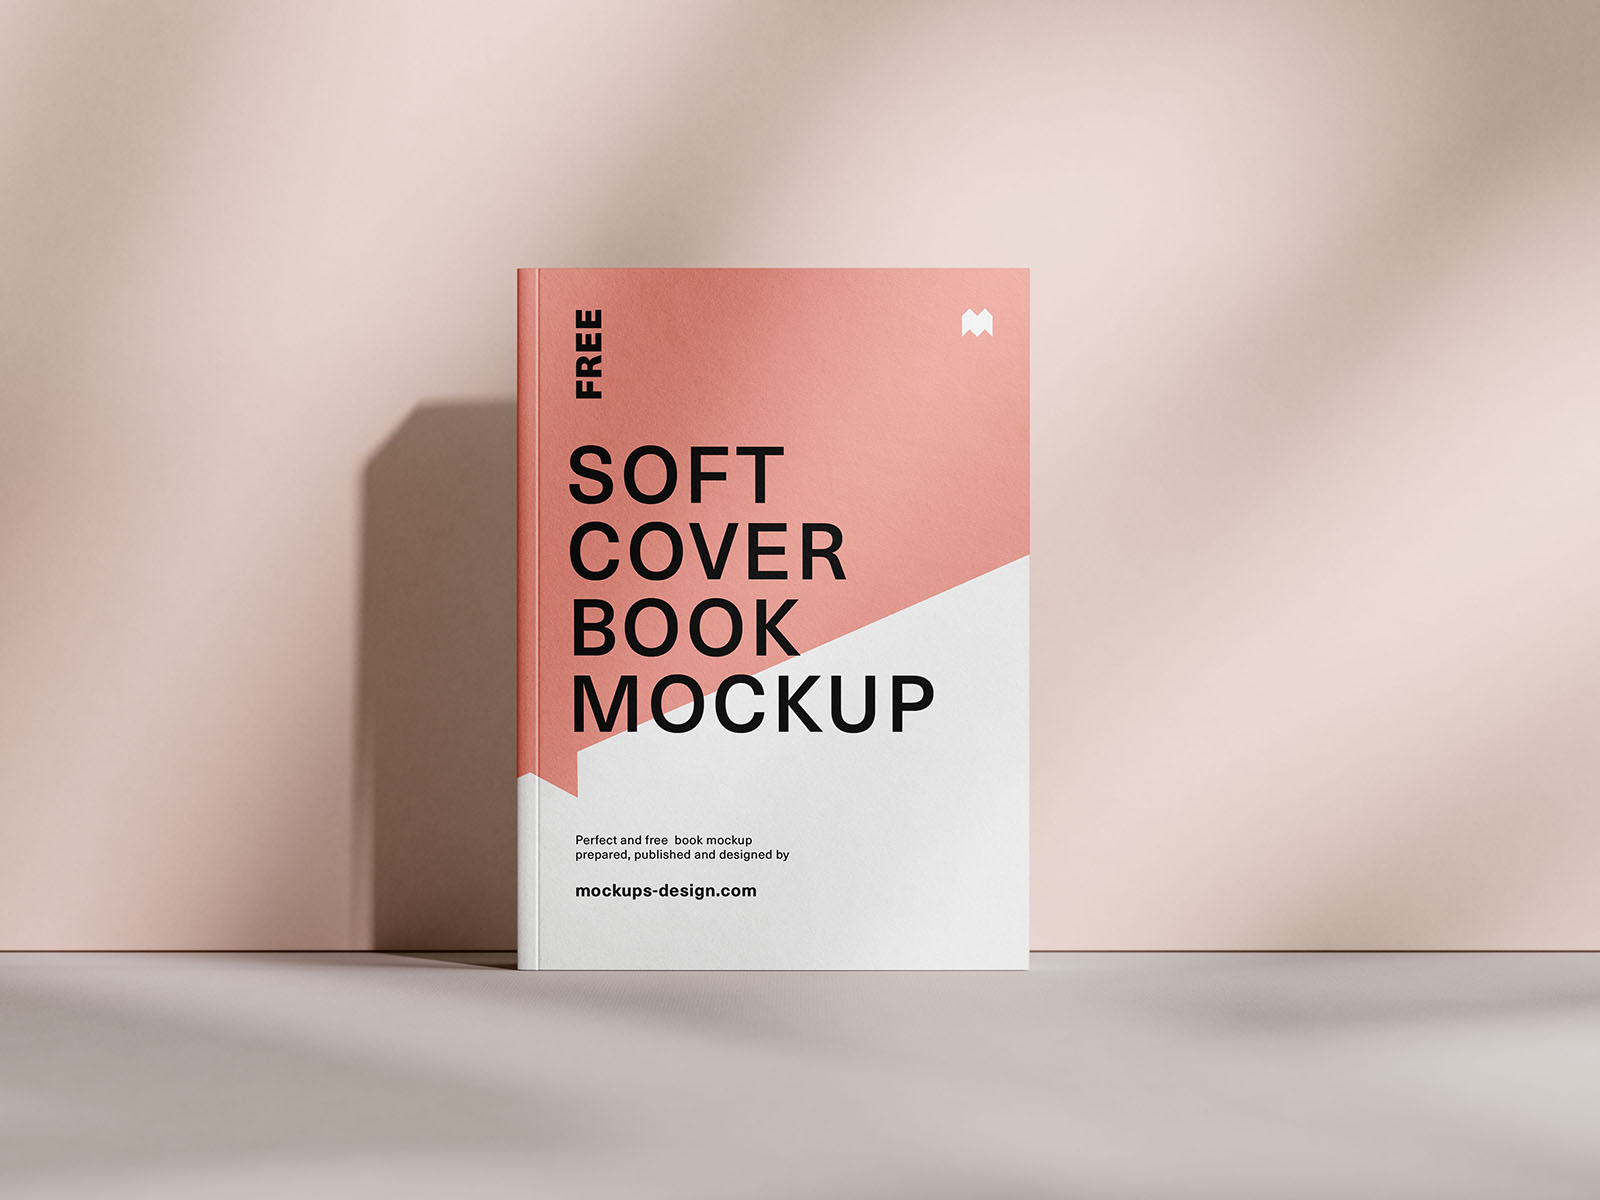 FREE
SOFT
COVER
BOOK
MOCKUP
Perfect and free  book mockup
prepared, published and designed by
mockups-design.com